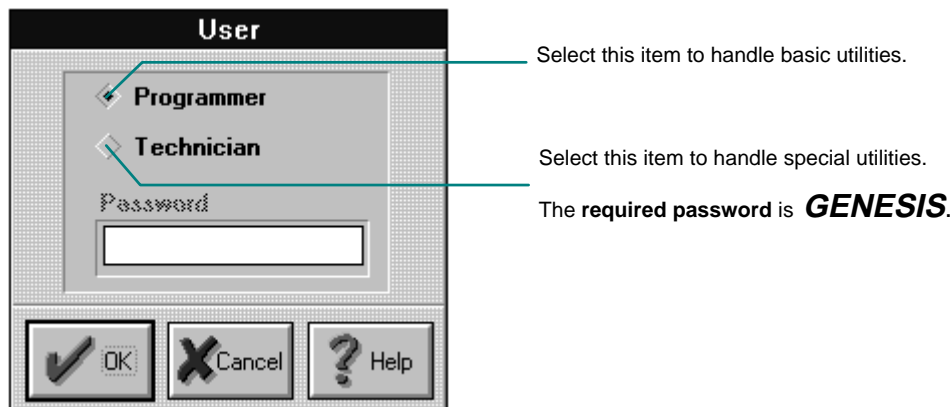 User
Select this item to handle basic utilities.
Programmer
Technician
Select this item to handle special utilities.
Password
The required password is GENESIS.
OK
Cancel
Help